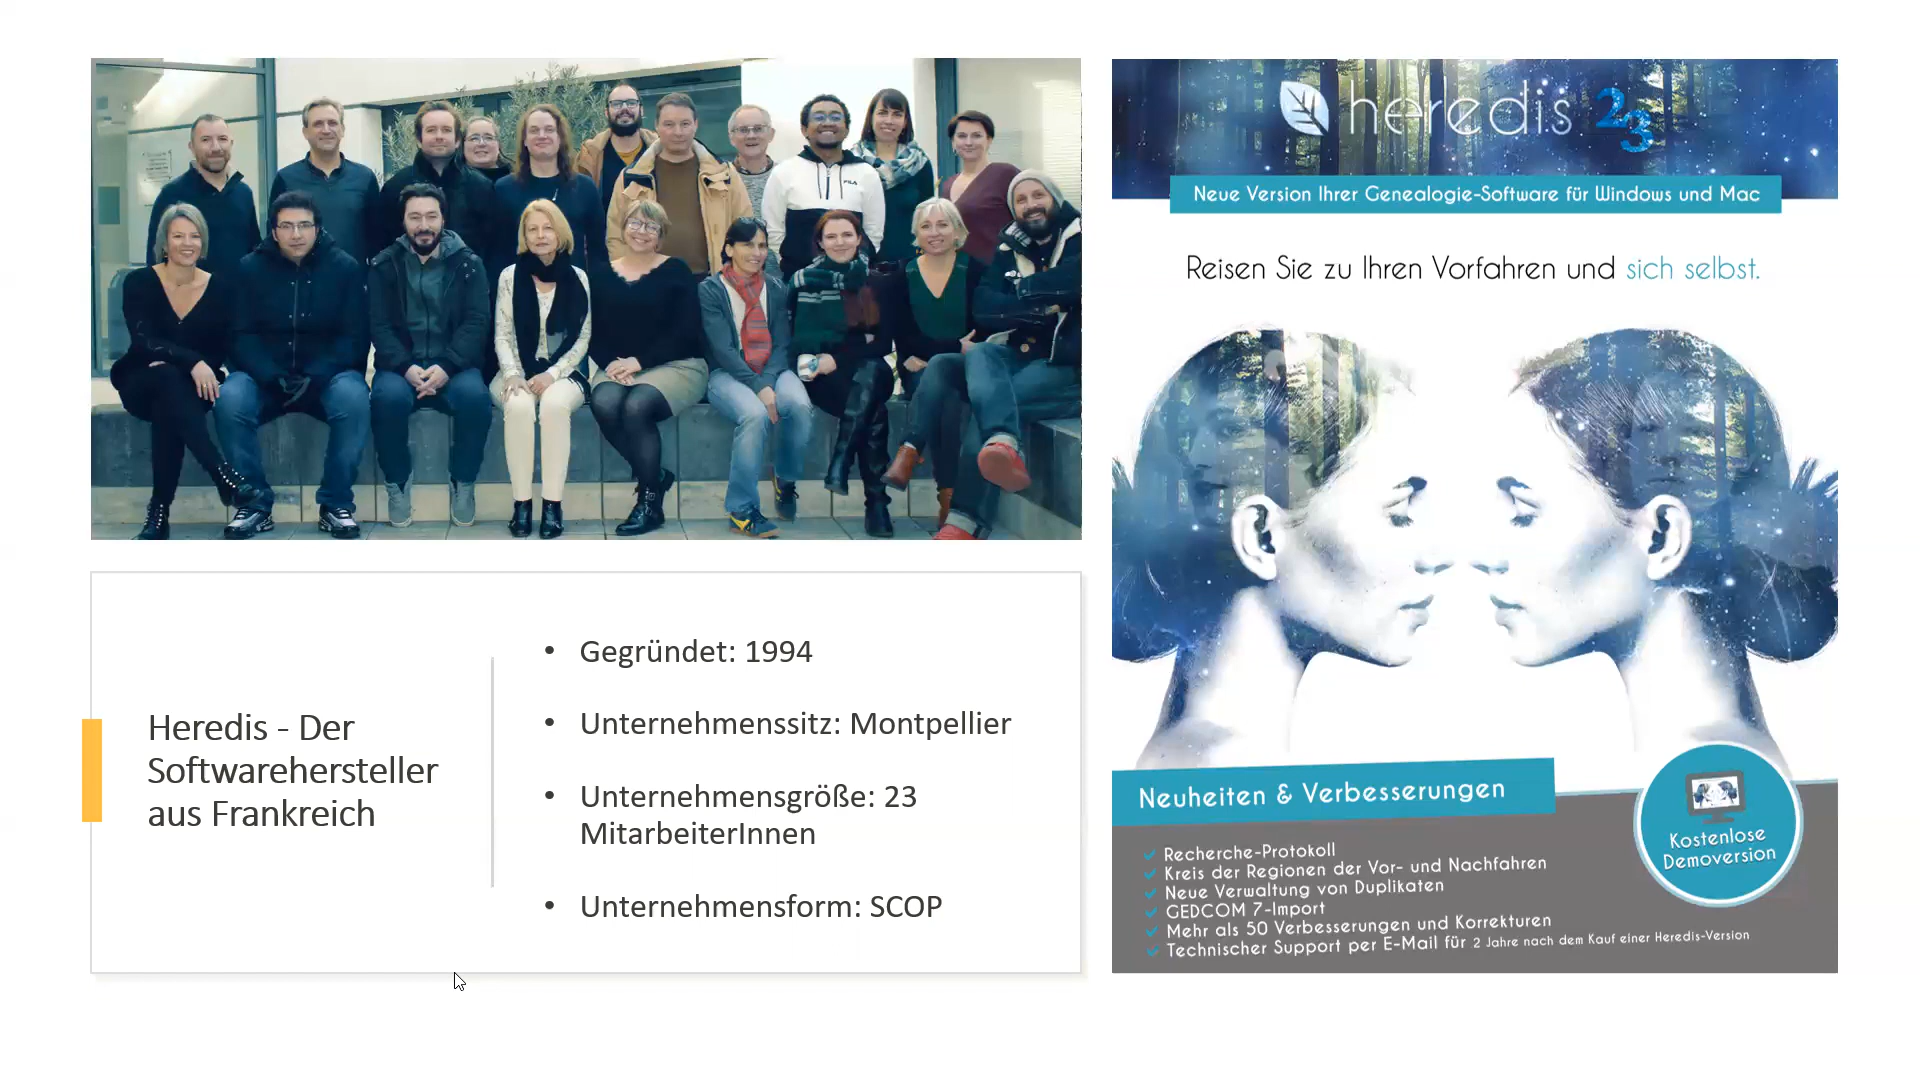 heredis 23
Neue Version Ihrer Genealogie-Software für Windows und Mac
Reisen Sie zu Ihren Vorfahren und sich selbst.
FILA
Heredis - Der
Softwarehersteller
aus Frankreich
• Gegründet: 1994
• Unternehmenssitz: Montpellier
• Unternehmensgröße: 23
MitarbeiterInnen
• Unternehmensform: SCOP
Neuheiten & Verbesserungen
Kostenlose
Demoversion
Recherche-Protokoll
Kreis der Regionen der Vor- und Nachfahren
Neue Verwaltung von Duplikaten
GEDCOM 7-Import
Mehr als 50 Verbesserungen und Korrekturen
Technischer Support per E-Mail für 2 Jahre nach dem Kauf einer Heredis-Version